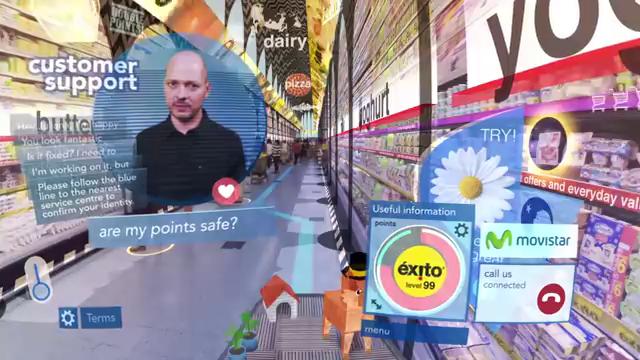 dairy
pizza
customer
support
yoghurt
yog
butter
happy
You look fantastic
Is it fixed? I need to
I'm working on it, but
Please follow the blue
line to the nearest
service centre to
confirm your identity.
are my points safe?
TRY!
offers and everyday val
Useful information
points
éxito
level 99
menu
movistar
call us
connected
Terms